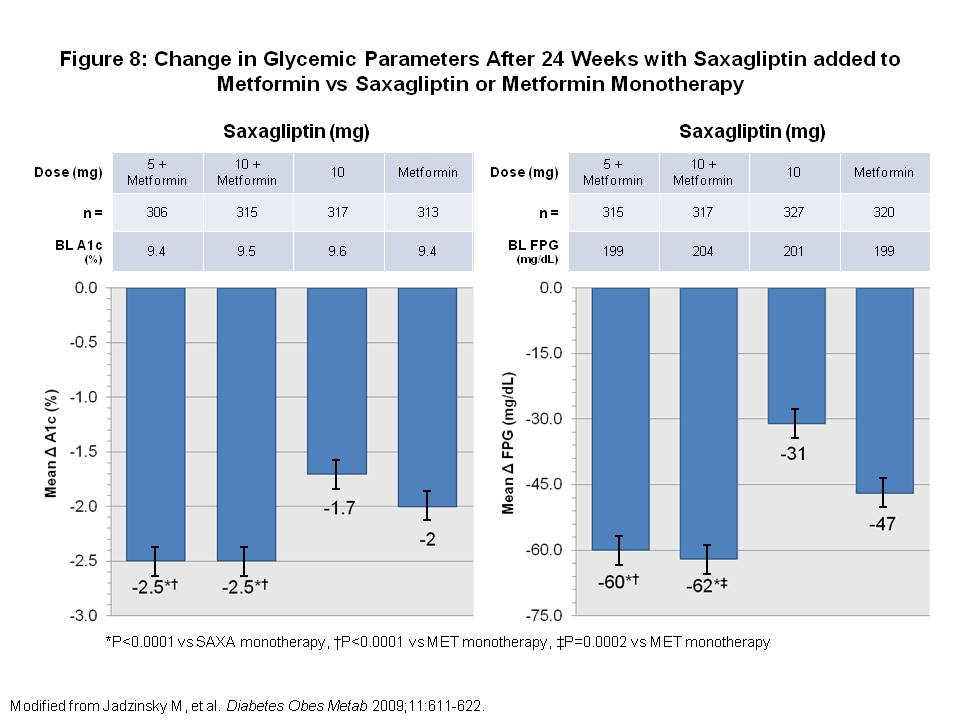 Figure 8: Change in Glycemic Parameters After 24 Weeks with Saxagliptin added to
Metformin vs Saxagliptin or Metformin Monotherapy
Saxagliptin (mg)
Dose (mg) 5 + Metformin 10 + Metformin 10 Metformin
n = 306 315 317 313
BL A1c (%) 9.4 9.5 9.6 9.4
0.0
-0.5
-1.0
-1.5
-2.0
-2.5
-3.0
Mean Δ A1c (%)
-2.5*† -2.5*† -1.7 -2
Saxagliptin (mg)
Dose (mg) 5 + Metformin 10 + Metformin 10 Metformin
n = 315 317 327 320
BL FPG (mg/dL) 199 204 201 199
0.0
-15.0
-30.0
-45.0
-60.0
-75.0
Mean Δ FPG (mg/dL)
-60*† -62*‡ -31 -47
*P<0.0001 vs SAXA monotherapy, †P<0.0001 vs MET monotherapy, ‡P=0.0002 vs MET monotherapy
Modified from Jadzinsky M, et al. Diabetes Obes Metab 2009;11:611-622.